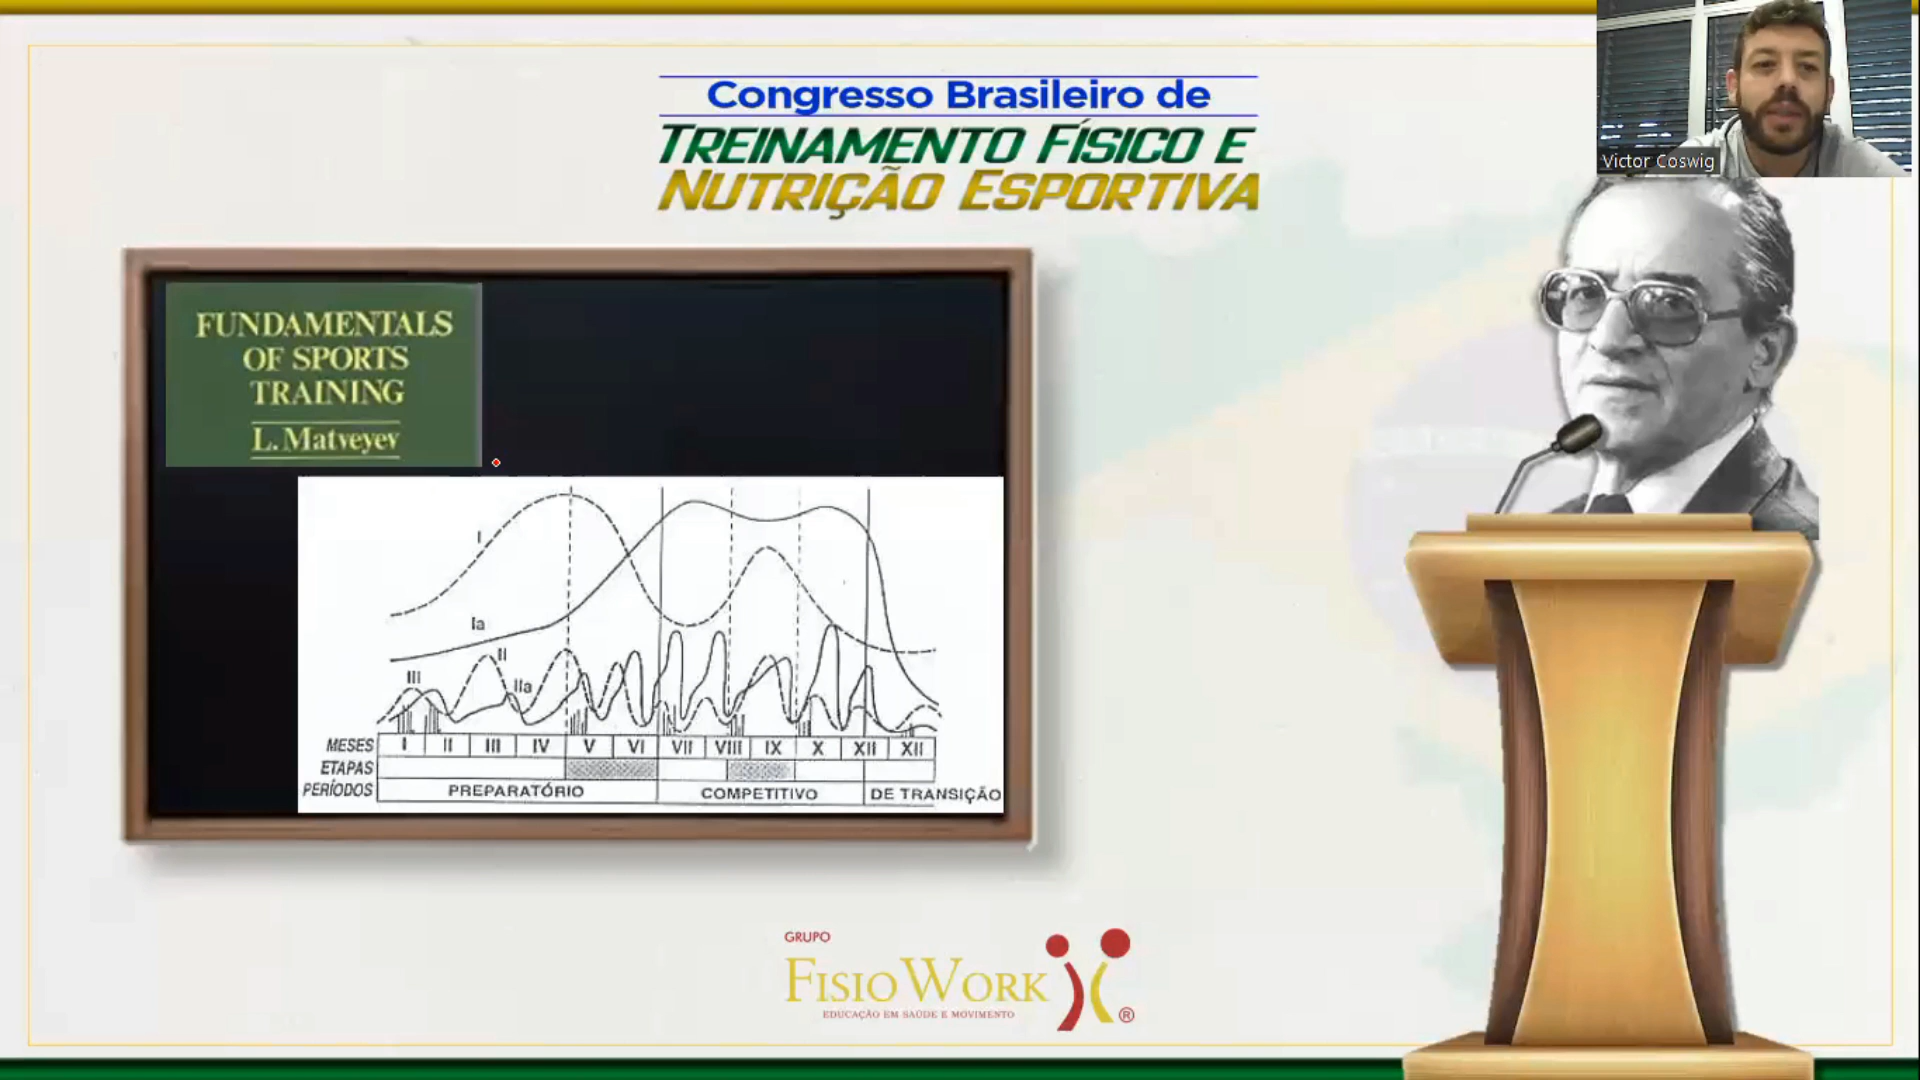 Congresso Brasileiro de
TREINAMENTO FÍSICO E
NUTRIÇÃO ESPORTIVA
Victor Coswig
FUNDAMENTALS
OF SPORTS
TRAINING
L. Matveyev
I
Ia
II
III
IIa
MESES I II III IV V VI VII VIII IX X XII XII
ETAPAS
PERÍODOS PREPARATÓRIO COMPETITIVO DE TRANSIÇÃO
GRUPO
FISIOWORK
EDUCAÇÃO EM SAÚDE E MOVIMENTO
®